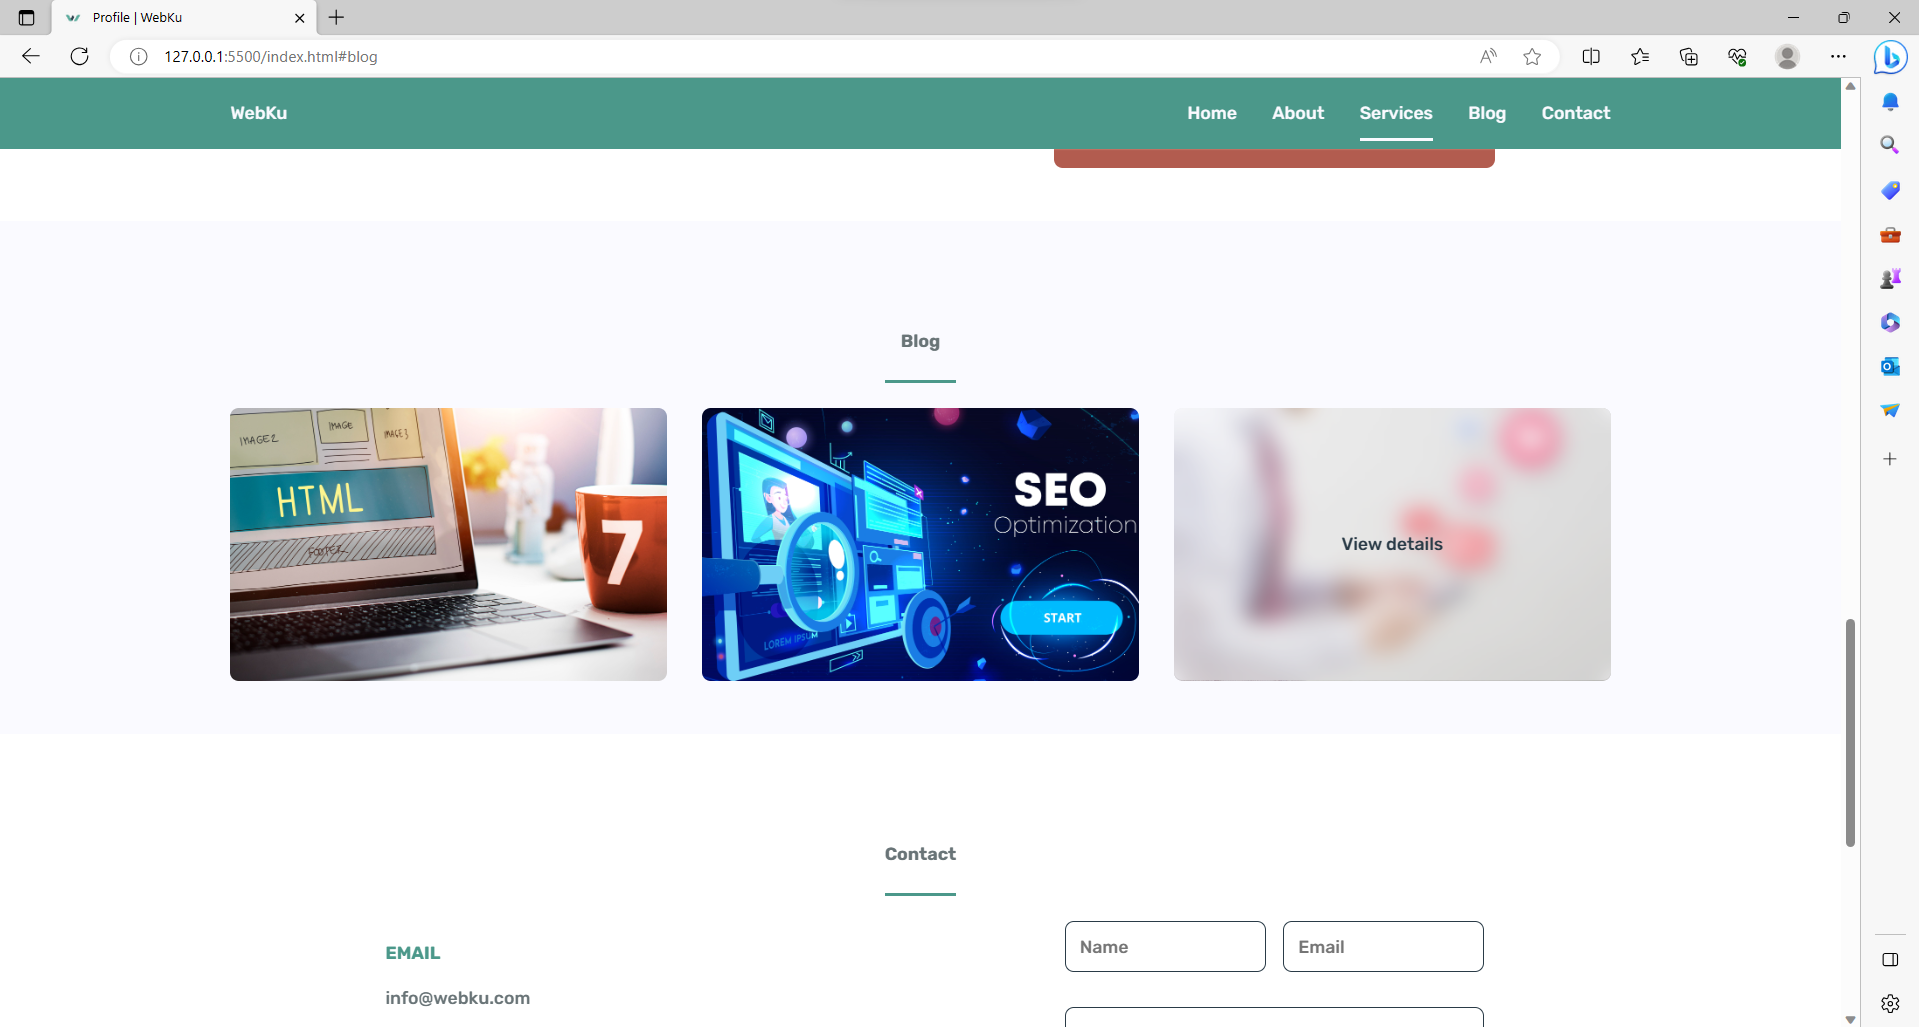 Profile | WebKu
127.0.0.1:5500/index.html#blog
WebKu
Home
About
Services
Blog
Contact
Blog
IMAGE2
IMAGE
IMAGE3
HTML
FOOTER
7
SEO
Optimization
START
LOREM IPSUM
View details
Contact
EMAIL
info@webku.com
Name
Email